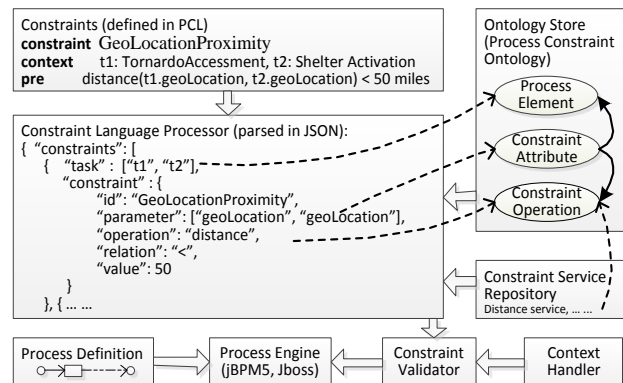 Constraints (defined in PCL)
constraint GeoLocationProximity
context t1: TornardoAccessment, t2: Shelter Activation
pre distance(t1.geoLocation, t2.geoLocation) < 50 miles
Ontology Store
(Process Constraint
Ontology)
Process
Element
Constraint
Attribute
Constraint
Operation
Constraint Language Processor (parsed in JSON):
{ “constraints”: [
{ “task” : [“t1”, “t2”],
“constraint” : {
“id”: “GeoLocationProximity”,
“parameter”: [“geoLocation”, “geoLocation”],
“operation”: “distance”,
“relation”: “<”,
“value”: 50
}
}, { … …
Constraint Service
Repository
Distance service, … …
Process Definition
Process Engine
(jBPM5, Jboss)
Constraint
Validator
Context
Handler